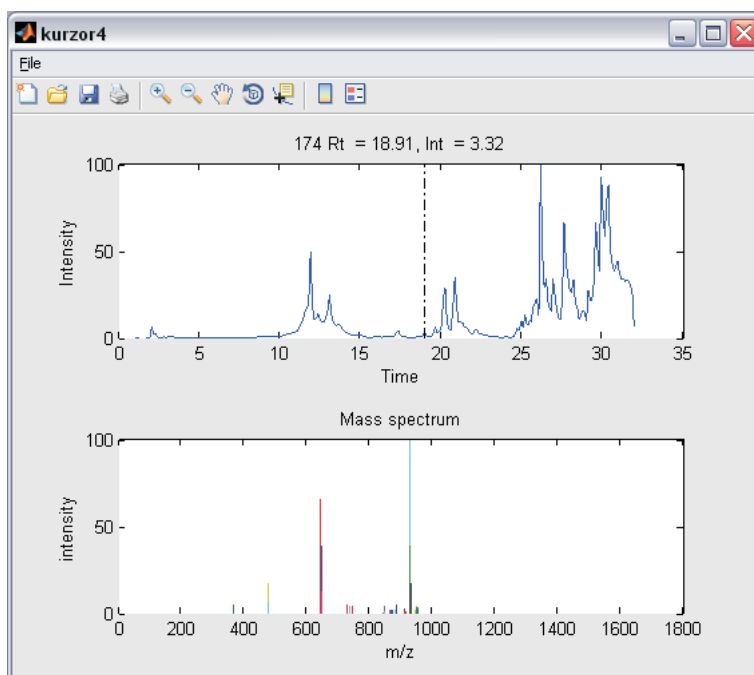 kurzor4
File
174 Rt = 18.91, Int = 3.32
100
50
0
Intensity
0 5 10 15 20 25 30 35
Time
Mass spectrum
100
50
0
intensity
0 200 400 600 800 1000 1200 1400 1600 1800
m/z